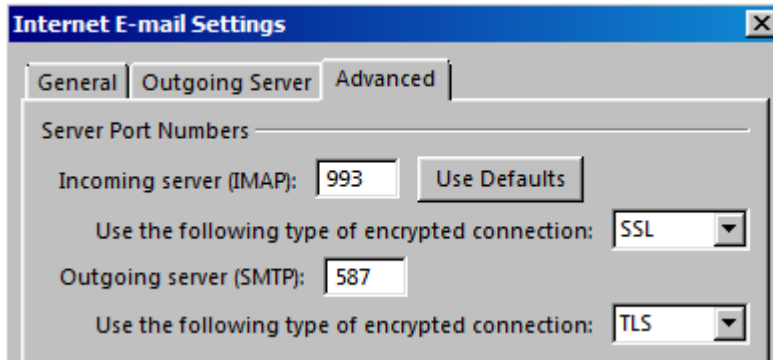 Internet E-mail Settings
General Outgoing Server Advanced
Server Port Numbers
Incoming server (IMAP): 993 Use Defaults
Use the following type of encrypted connection: SSL
Outgoing server (SMTP): 587
Use the following type of encrypted connection: TLS